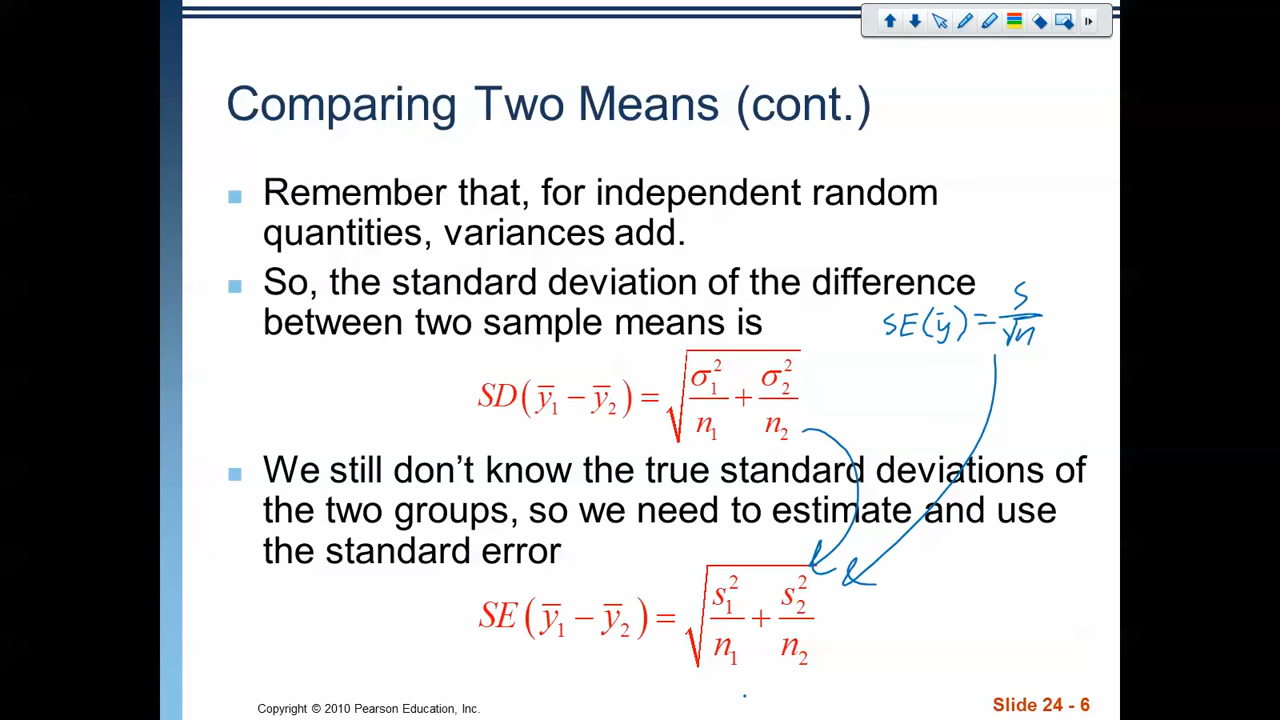 Comparing Two Means (cont.)
Remember that, for independent random
quantities, variances add.
So, the standard deviation of the difference
between two sample means is
SE(ȳ) = s/√n
SD(ȳ₁ − ȳ₂) = √(σ₁²/n₁ + σ₂²/n₂)
We still don’t know the true standard deviations of
the two groups, so we need to estimate and use
the standard error
SE(ȳ₁ − ȳ₂) = √(s₁²/n₁ + s₂²/n₂)
Copyright © 2010 Pearson Education, Inc.
Slide 24 - 6